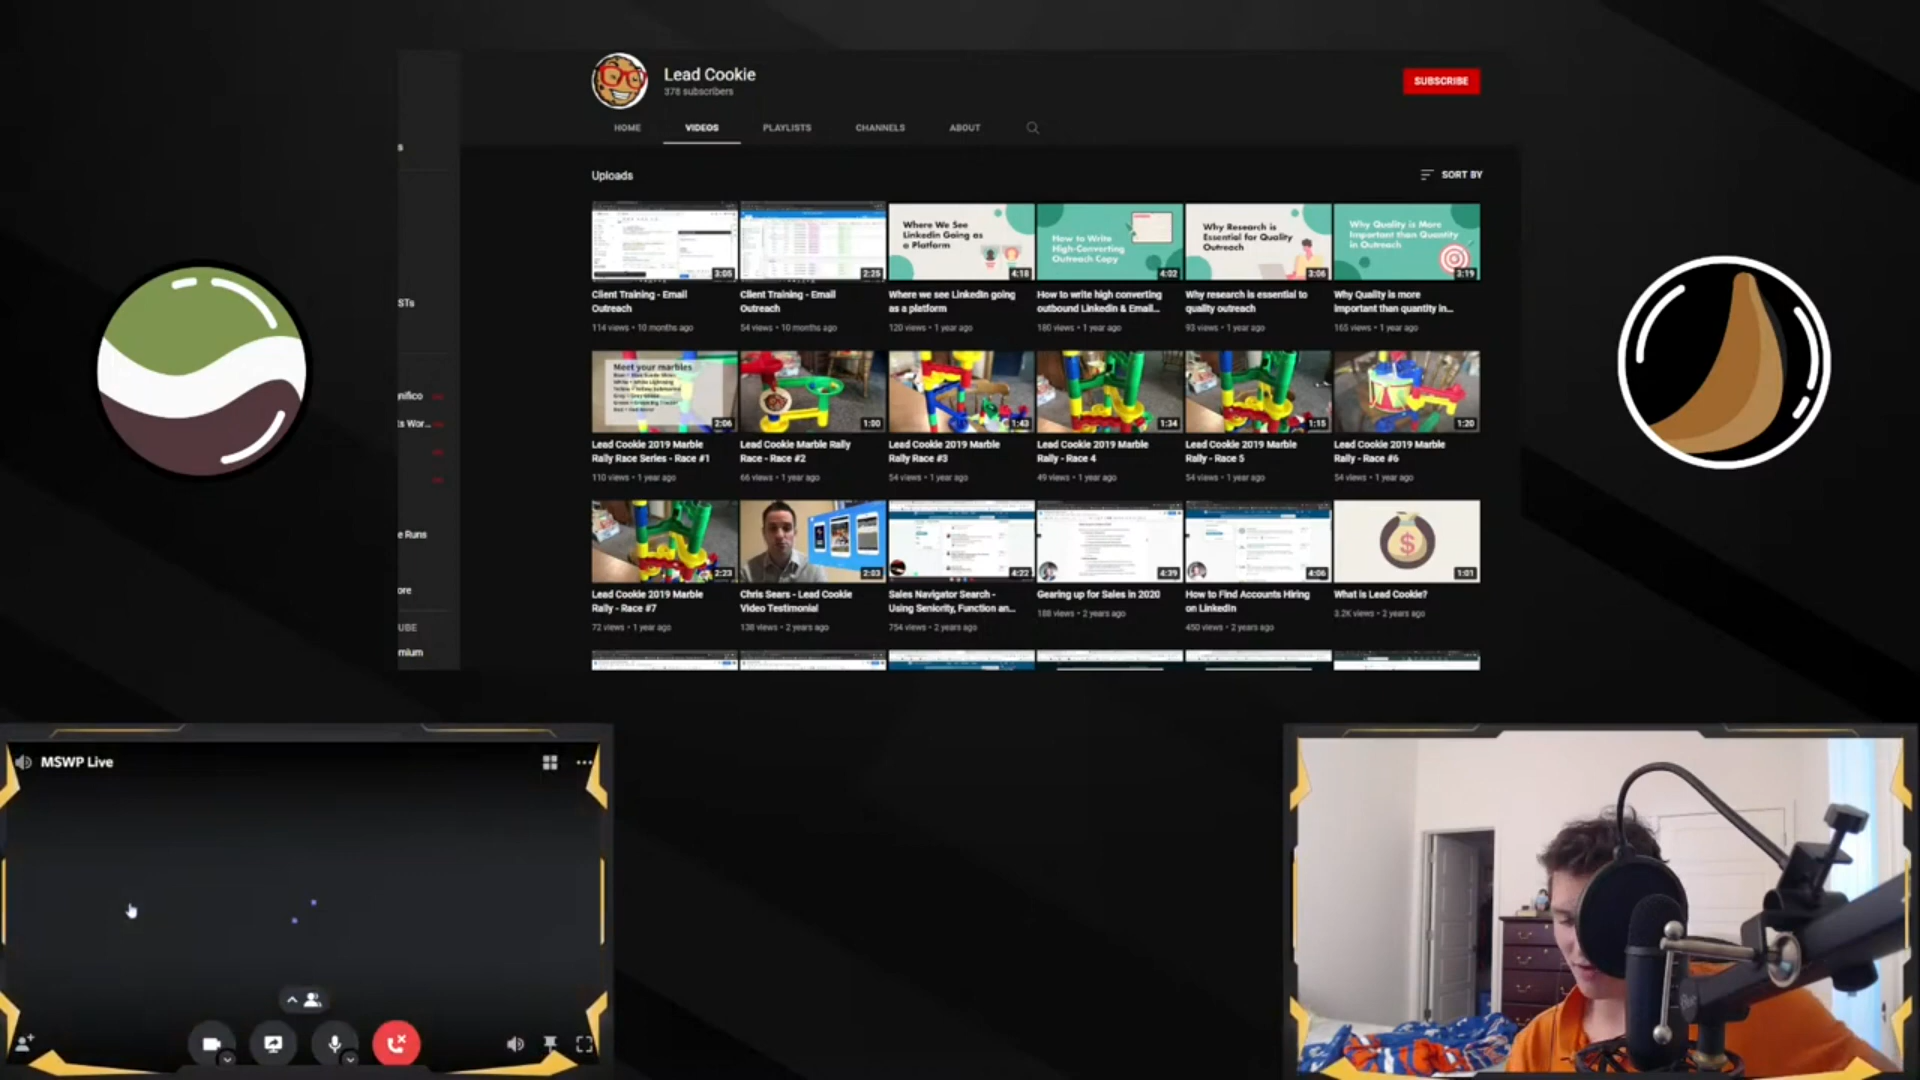 Lead Cookie
378 subscribers
SUBSCRIBE
HOME VIDEOS PLAYLISTS CHANNELS ABOUT
s
Uploads
SORT BY
Where We See
LinkedIn Going as
a Platform
4:18
How to Write
High-Converting
Outreach Copy
4:02
Why Research is
Essential for Quality
Outreach
3:06
Why Quality is More
Important than Quantity
in Outreach
3:19
3:05
2:25
Client Training - Email
Outreach
114 views • 10 months ago
Client Training - Email
Outreach
54 views • 10 months ago
Where we see LinkedIn going
as a platform
120 views • 1 year ago
How to write high converting
outbound LinkedIn & Email...
180 views • 1 year ago
Why research is essential to
quality outreach
93 views • 1 year ago
Why Quality is more
important than quantity in...
165 views • 1 year ago
STs
Meet your marbles
2:06
1:00
1:43
1:34
1:15
1:20
nifico
ts Wor...
Lead Cookie 2019 Marble
Rally Race Series - Race #1
110 views • 1 year ago
Lead Cookie Marble Rally
Race - Race #2
66 views • 1 year ago
Lead Cookie 2019 Marble
Rally Race #3
54 views • 1 year ago
Lead Cookie 2019 Marble
Rally - Race 4
49 views • 1 year ago
Lead Cookie 2019 Marble
Rally - Race 5
54 views • 1 year ago
Lead Cookie 2019 Marble
Rally - Race #6
54 views • 1 year ago
e Runs
2:23
2:03
4:22
4:39
4:06
$
1:01
ore
UBE
mium
Lead Cookie 2019 Marble
Rally - Race #7
72 views • 1 year ago
Chris Sears - Lead Cookie
Video Testimonial
138 views • 2 years ago
Sales Navigator Search -
Using Seniority, Function an...
754 views • 2 years ago
Gearing up for Sales in 2020
188 views • 2 years ago
How to Find Accounts Hiring
on LinkedIn
450 views • 2 years ago
What is Lead Cookie?
3.2K views • 2 years ago
MSWP Live